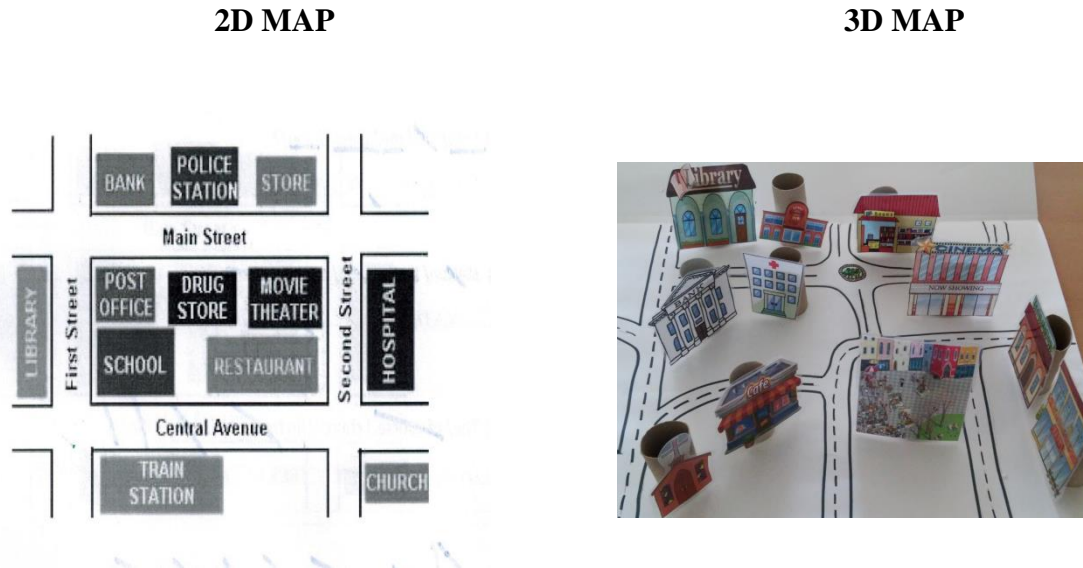 2D MAP
3D MAP
BANK
POLICE
STATION
STORE
Main Street
LIBRARY
First Street
POST
OFFICE
DRUG
STORE
MOVIE
THEATER
SCHOOL
RESTAURANT
Second Street
HOSPITAL
Central Avenue
TRAIN
STATION
CHURCH
Library
BANK
CINEMA
NOW SHOWING
Cafe